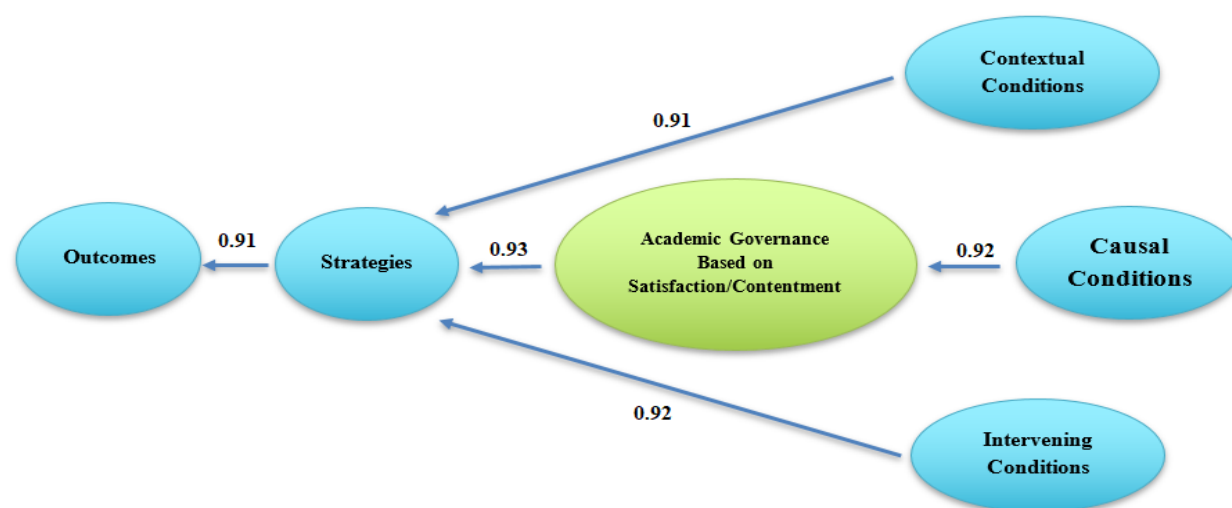 Contextual
Conditions
0.91
Outcomes
0.91
Strategies
0.93
Academic Governance
Based on
Satisfaction/Contentment
0.92
Causal
Conditions
0.92
Intervening
Conditions